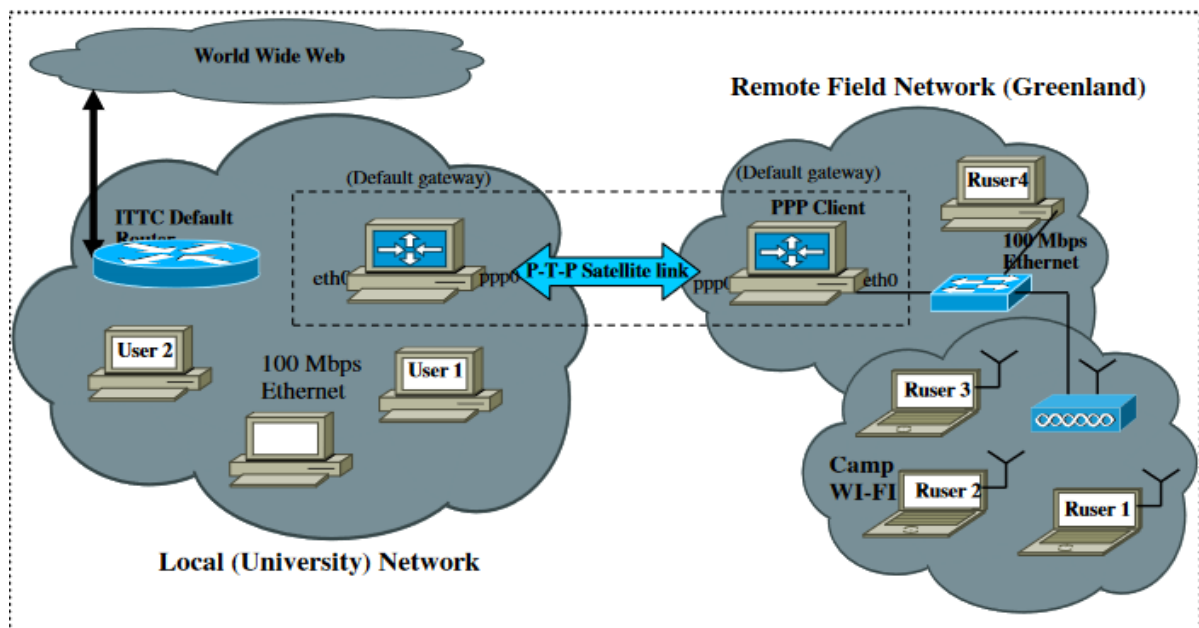 World Wide Web
Remote Field Network (Greenland)
(Default gateway)
(Default gateway)
Ruser4
PPP Client
ITTC Default
Router
100 Mbps
Ethernet
eth0
ppp0
P-T-P Satellite link
ppp0
eth0
User 2
100 Mbps
Ethernet
User 1
Ruser 3
Camp
WI-FI
Ruser 2
Ruser 1
Local (University) Network